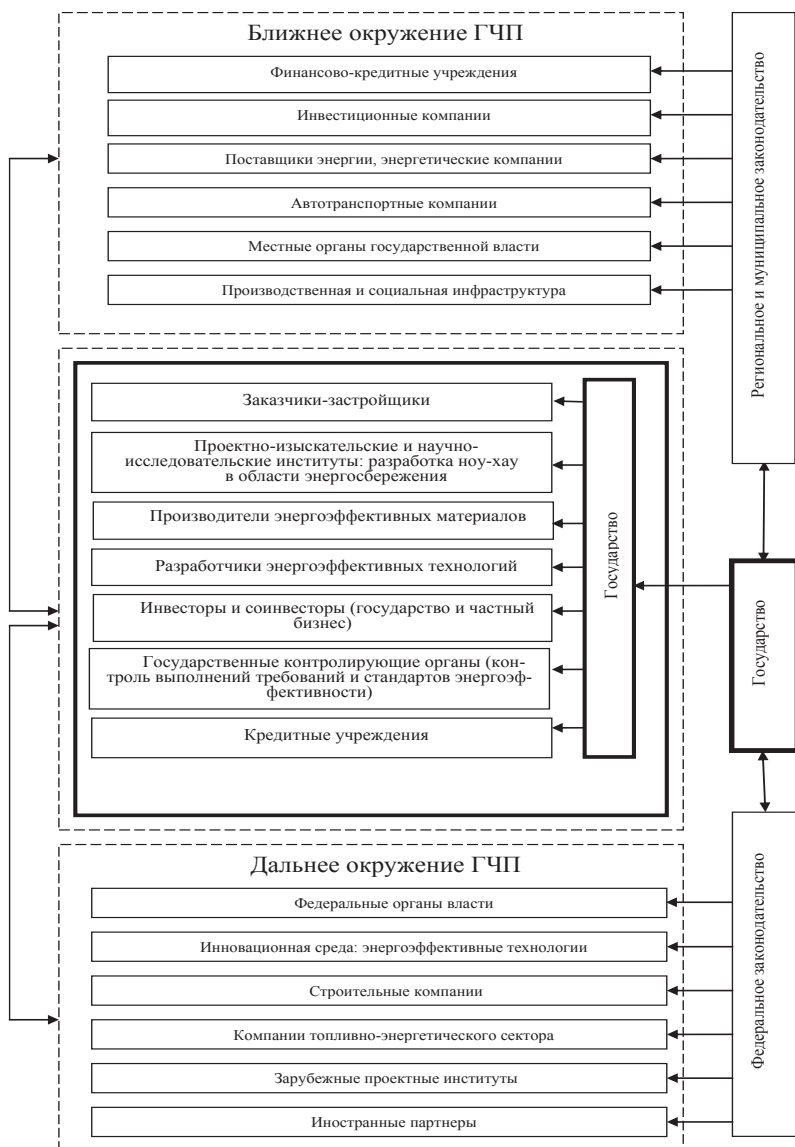 Ближнее окружение ГЧП
Финансово-кредитные учреждения
Инвестиционные компании
Поставщики энергии, энергетические компании
Автотранспортные компании
Местные органы государственной власти
Производственная и социальная инфраструктура
Региональное и муниципальное законодательство
Заказчики-застройщики
Проектно-изыскательские и научно-
исследовательские институты: разработка ноу-хау
в области энергосбережения
Производители энергоэффективных материалов
Разработчики энергоэффективных технологий
Инвесторы и соинвесторы (государство и частный
бизнес)
Государственные контролирующие органы (кон-
троль выполнений требований и стандартов энергоэф-
фективности)
Кредитные учреждения
Государство
Государство
Дальнее окружение ГЧП
Федеральные органы власти
Инновационная среда: энергоэффективные технологии
Строительные компании
Компании топливно-энергетического сектора
Зарубежные проектные институты
Иностранные партнеры
Федеральное законодательство